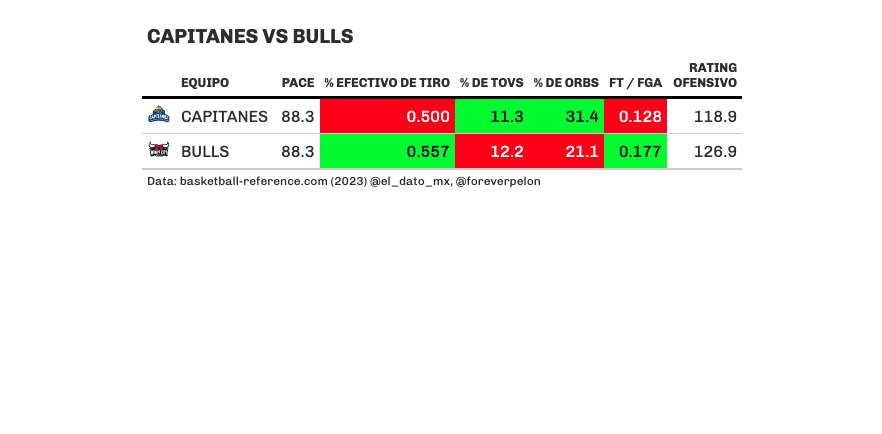 CAPITANES VS BULLS
EQUIPO PACE % EFECTIVO DE TIRO % DE TOVS % DE ORBS FT / FGA RATING OFENSIVO
CAPITANES 88.3 0.500 11.3 31.4 0.128 118.9
BULLS 88.3 0.557 12.2 21.1 0.177 126.9
Data: basketball-reference.com (2023) @el_dato_mx, @foreverpelon